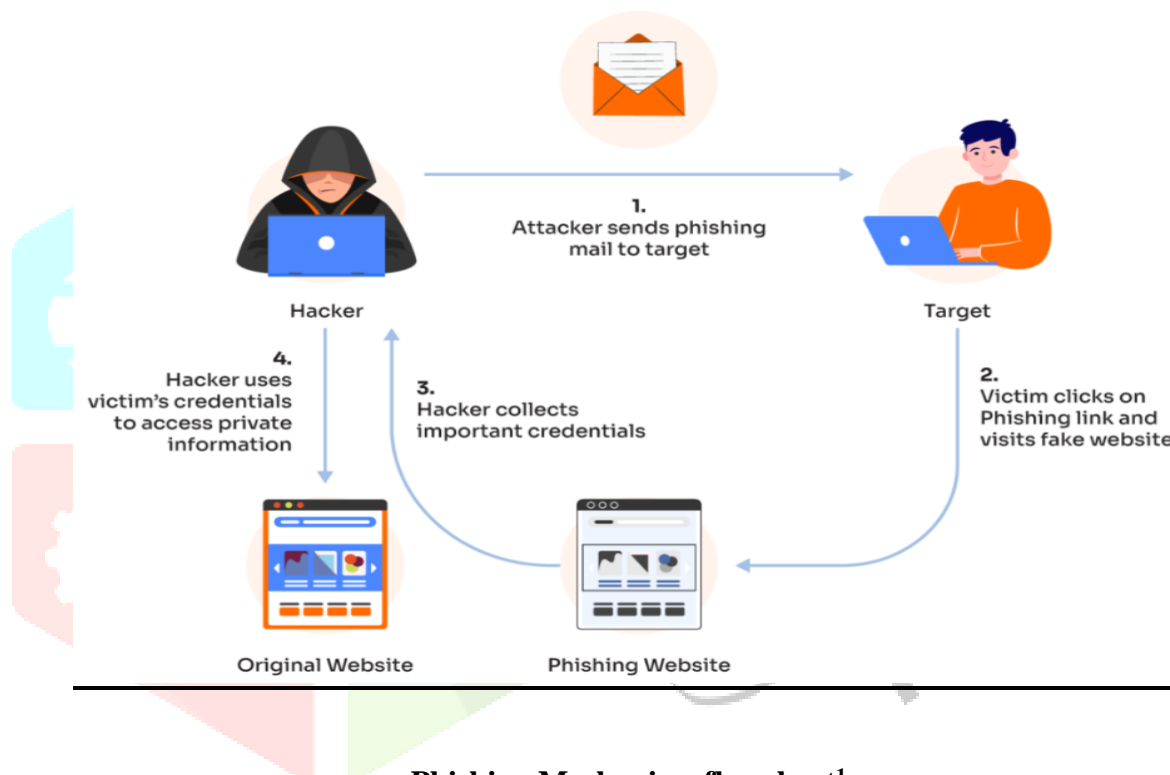 1.
Attacker sends phishing
mail to target
Hacker
Target
4.
Hacker uses
victim's credentials
to access private
information
3.
Hacker collects
important credentials
2.
Victim clicks on
Phishing link and
visits fake website
Original Website
Phishing Website